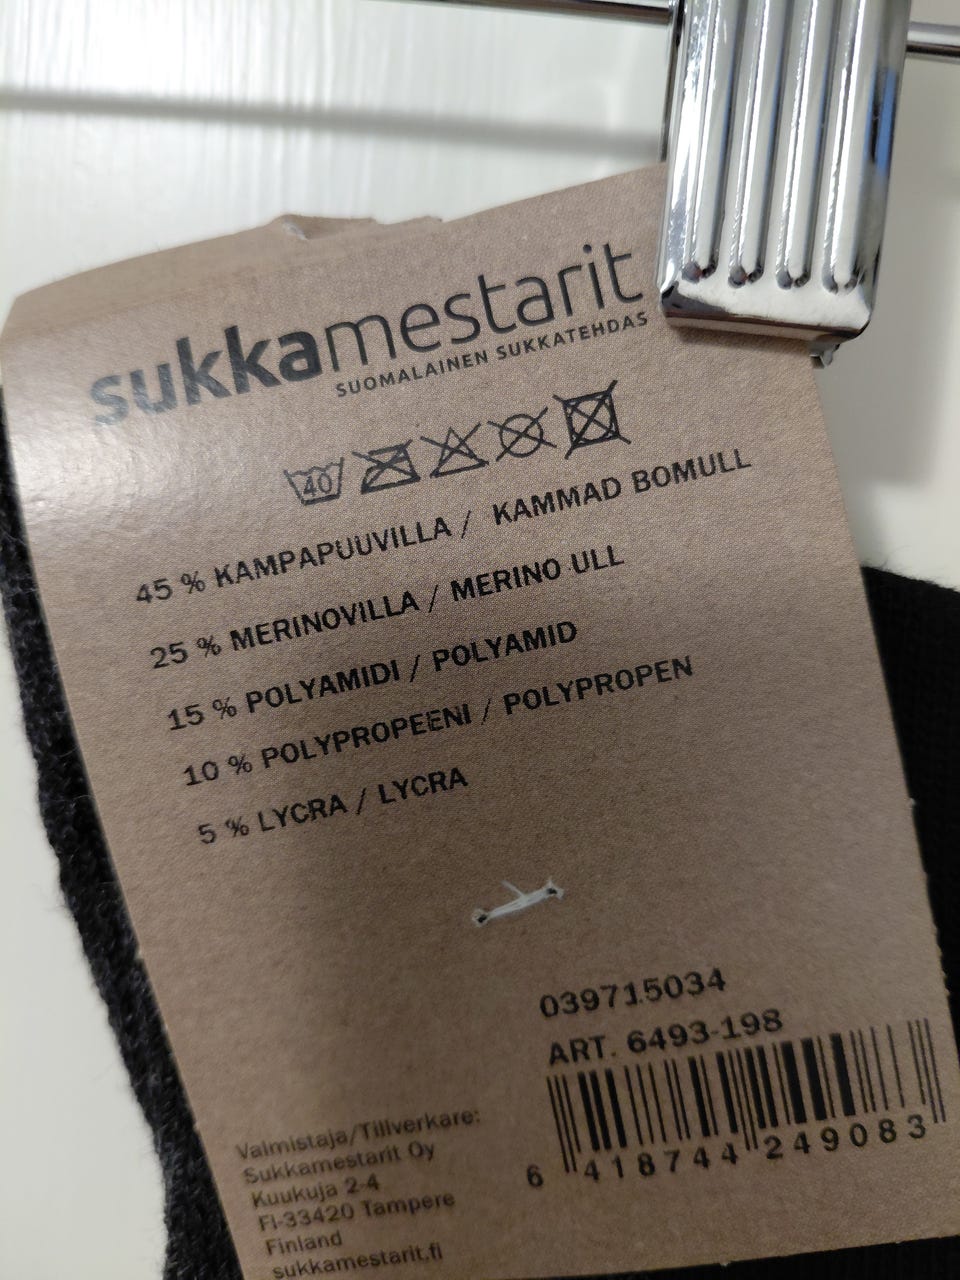 sukkamestarit
SUOMALAINEN SUKKATEHDAS
40
45 % KAMPAPUUVILLA / KAMMAD BOMULL
25 % MERINOVILLA / MERINO ULL
15 % POLYAMIDI / POLYAMID
10 % POLYPROPEENI / POLYPROPEN
5 % LYCRA / LYCRA
039715034
ART. 6493-198
6 418744 249083
Valmistaja/Tillverkare:
Sukkamestarit Oy
Kuukuja 2-4
FI-33420 Tampere
Finland
sukkamestarit.fi